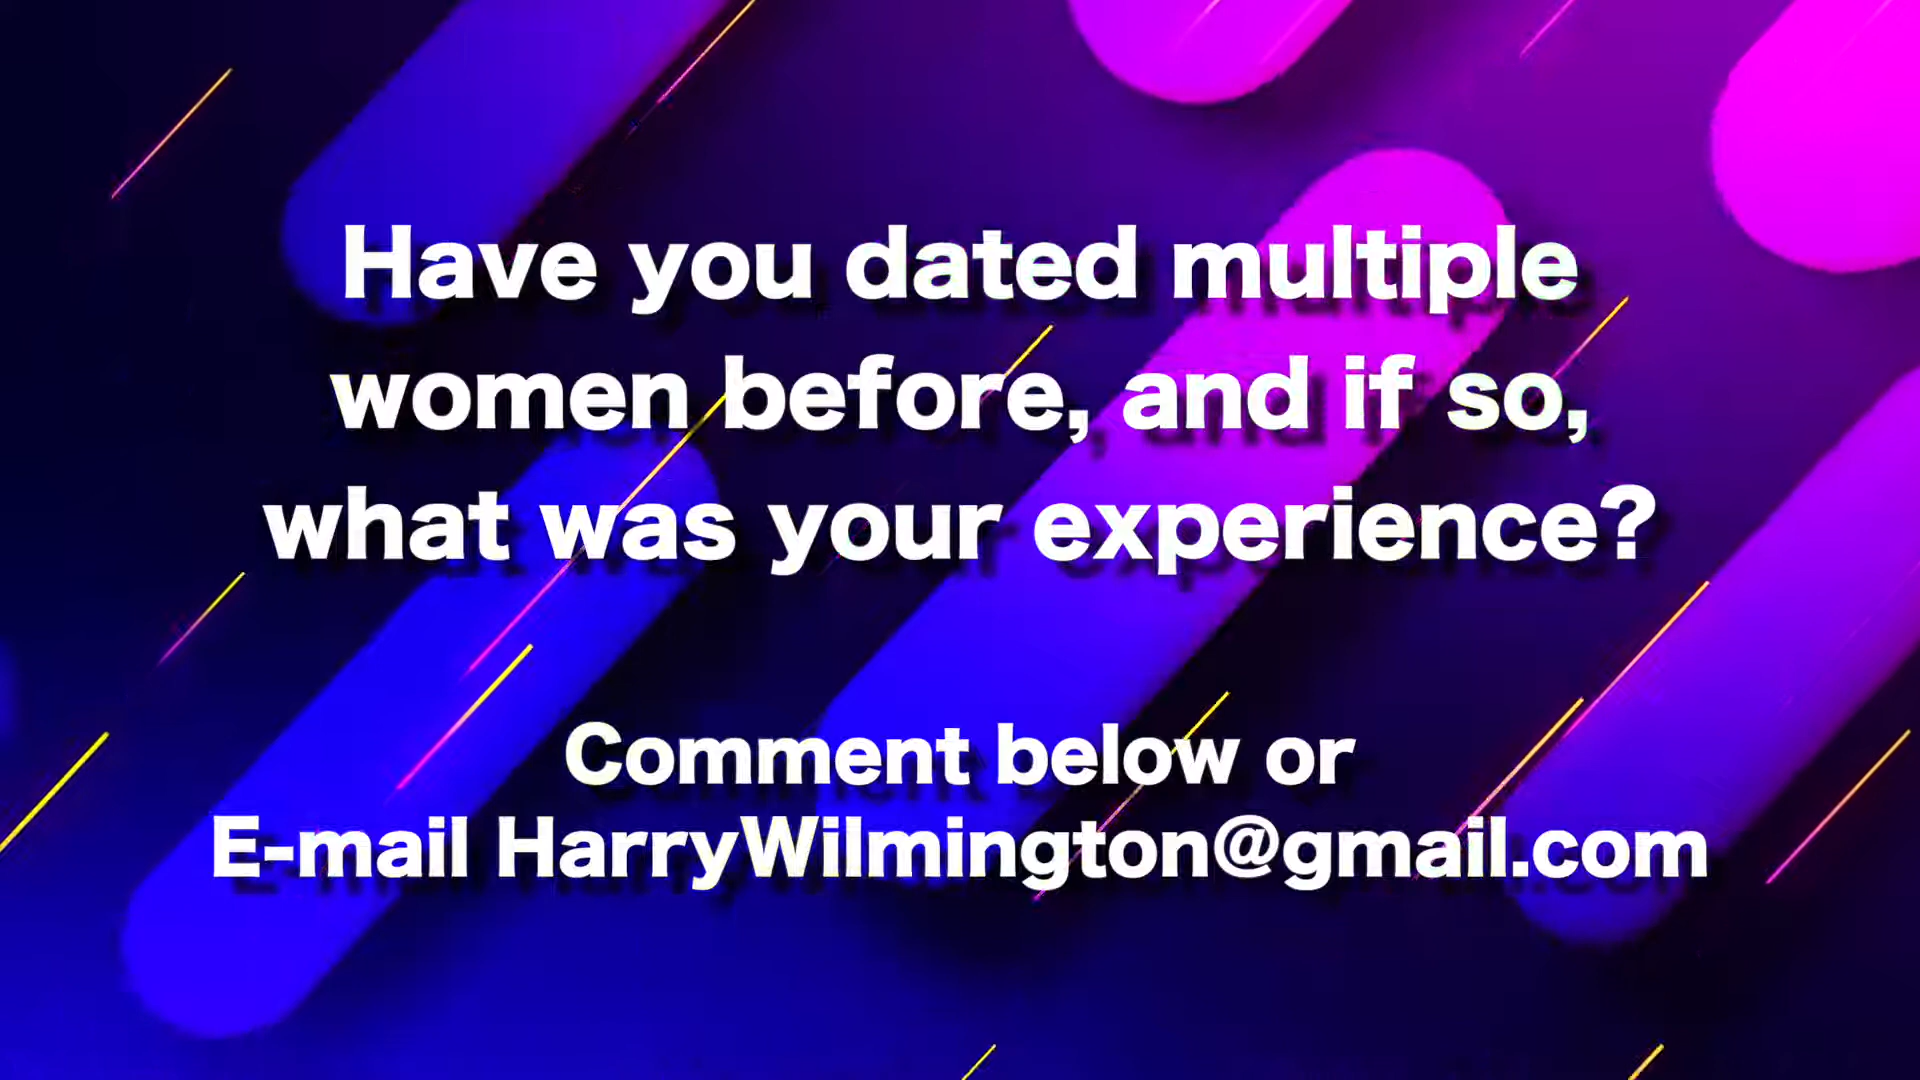 Have you dated multiple
women before, and if so,
what was your experience?
Comment below or
E-mail HarryWilmington@gmail.com